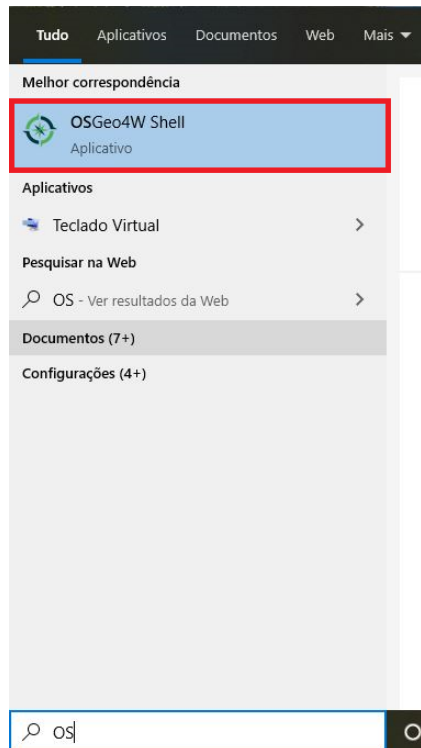 Tudo Aplicativos Documentos Web Mais
Melhor correspondência
OSGeo4W Shell
Aplicativo
Aplicativos
Teclado Virtual
Pesquisar na Web
OS - Ver resultados da Web
Documentos (7+)
Configurações (4+)
OS